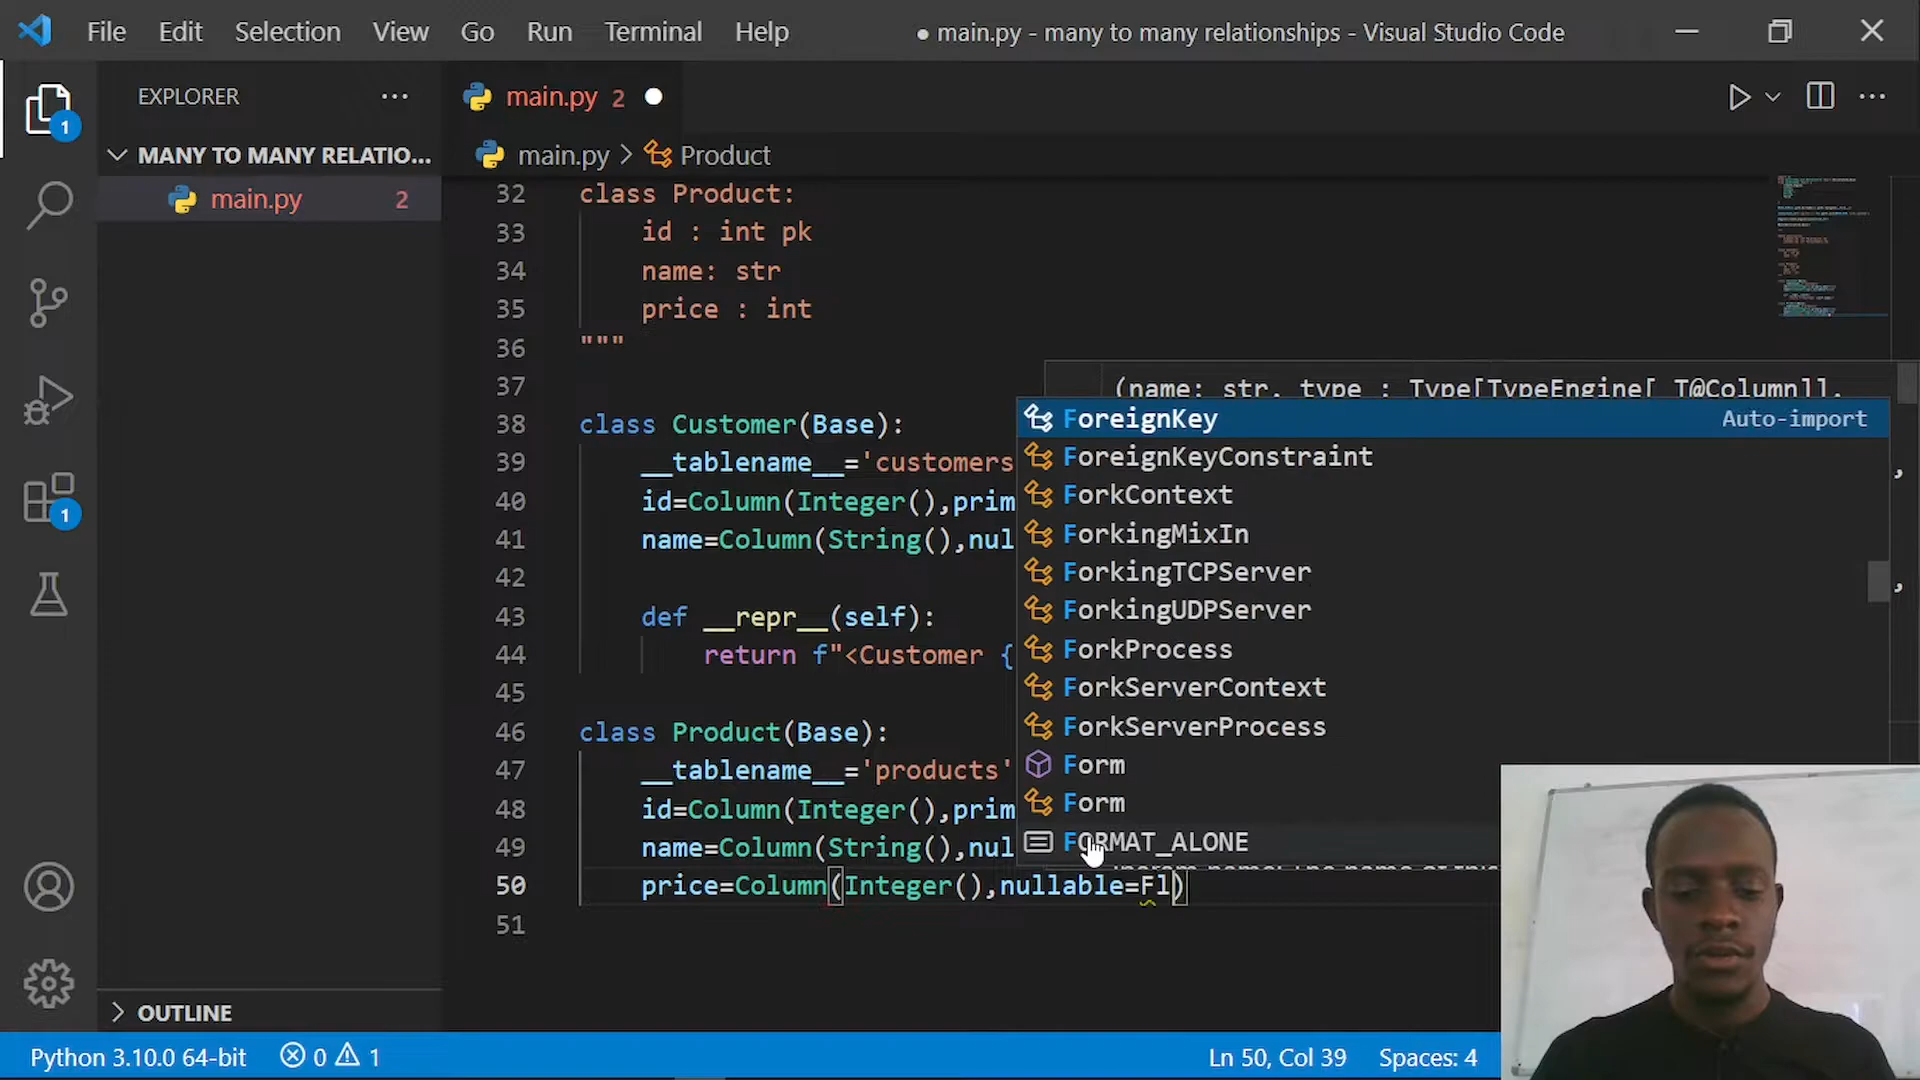 File Edit Selection View Go Run Terminal Help
● main.py - many to many relationships - Visual Studio Code
EXPLORER
MANY TO MANY RELATIO...
main.py 2
main.py 2
main.py > Product
32 class Product:
33 id : int pk
34 name: str
35 price : int
36 """
37
38 class Customer(Base):
39 __tablename__='customers
40 id=Column(Integer(),prim
41 name=Column(String(),nul
42
43 def __repr__(self):
44 return f"<Customer {
45
46 class Product(Base):
47 __tablename__='products'
48 id=Column(Integer(),prim
49 name=Column(String(),nul
50 price=Column(Integer(),nullable=Fl)
51
(name: str, type_: Type[TypeEngine[_T@Column]],
ForeignKey Auto-import
ForeignKeyConstraint
ForkContext
ForkingMixIn
ForkingTCPServer
ForkingUDPServer
ForkProcess
ForkServerContext
ForkServerProcess
Form
Form
FORMAT_ALONE
1
1
OUTLINE
Python 3.10.0 64-bit 0 1
Ln 50, Col 39 Spaces: 4